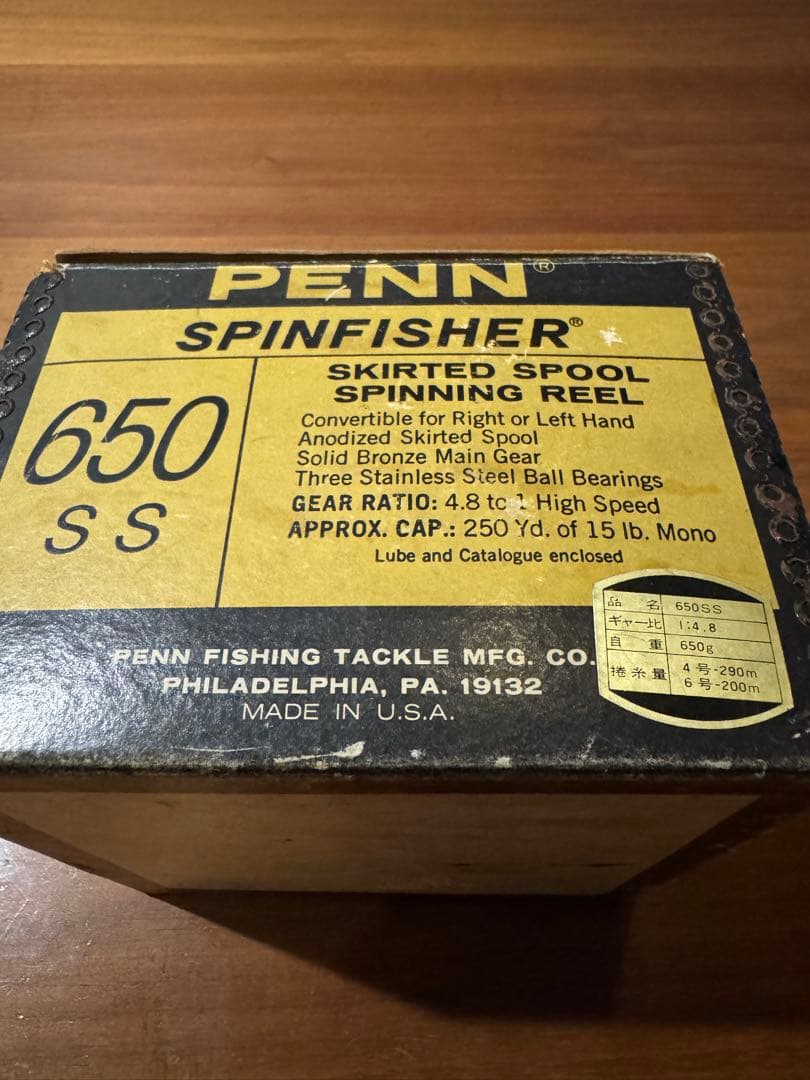 PENN®
SPINFISHER®
650
SS
SKIRTED SPOOL
SPINNING REEL
Convertible for Right or Left Hand
Anodized Skirted Spool
Solid Bronze Main Gear
Three Stainless Steel Ball Bearings
GEAR RATIO: 4.8 to 1 High Speed
APPROX. CAP.: 250 Yd. of 15 lb. Mono
Lube and Catalogue enclosed
PENN FISHING TACKLE MFG. CO.
PHILADELPHIA, PA. 19132
MADE IN U.S.A.
品名 650SS
ギャー比 1:4.8
自重 650g
捲糸量 4号-290m
6号-200m